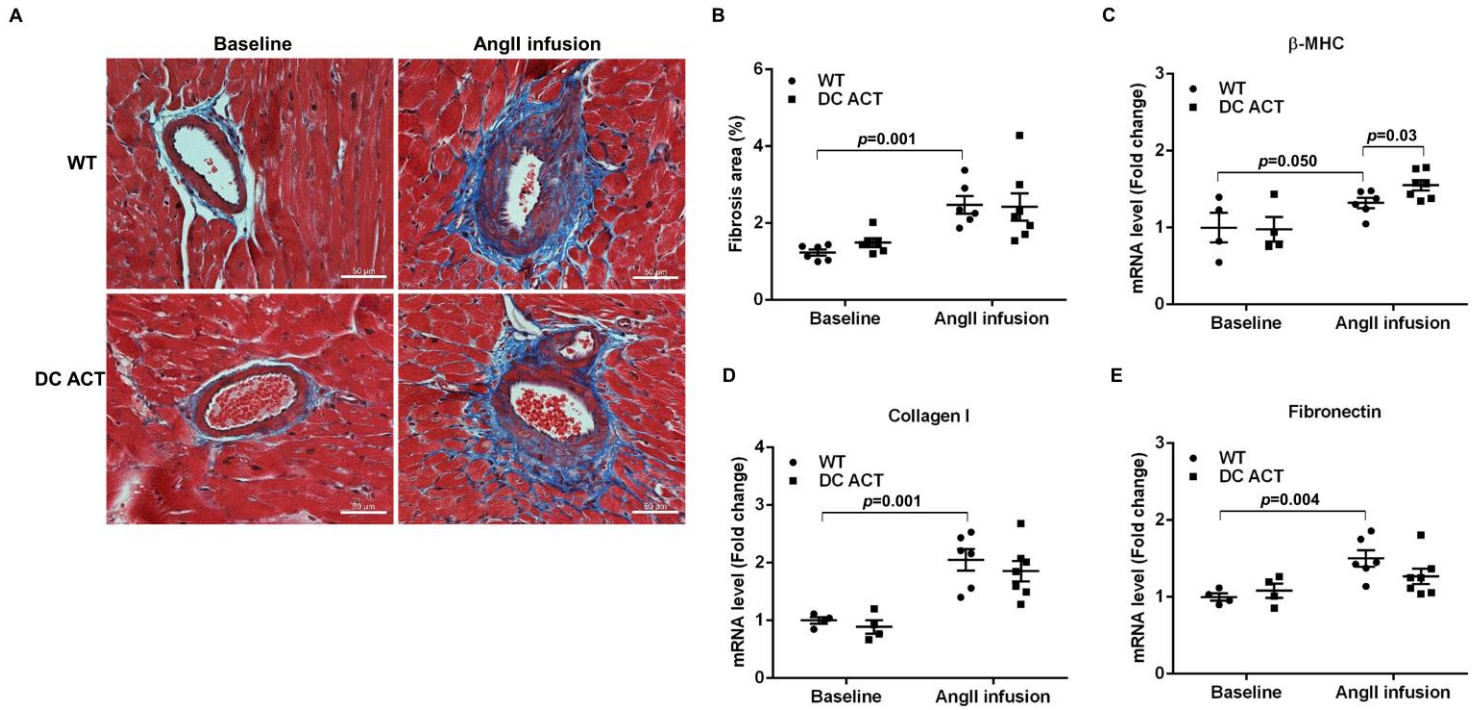 A
Baseline
AngII infusion
WT
50 µm
50 µm
DC ACT
50 µm
50 µm
B
WT
DC ACT
p=0.001
Fibrosis area (%)
6
4
2
0
Baseline
AngII infusion
C
β-MHC
WT
DC ACT
p=0.03
p=0.050
mRNA level (Fold change)
3
2
1
0
Baseline
AngII infusion
D
Collagen I
WT
DC ACT
p=0.001
mRNA level (Fold change)
4
3
2
1
0
Baseline
AngII infusion
E
Fibronectin
WT
DC ACT
p=0.004
mRNA level (Fold change)
3
2
1
0
Baseline
AngII infusion